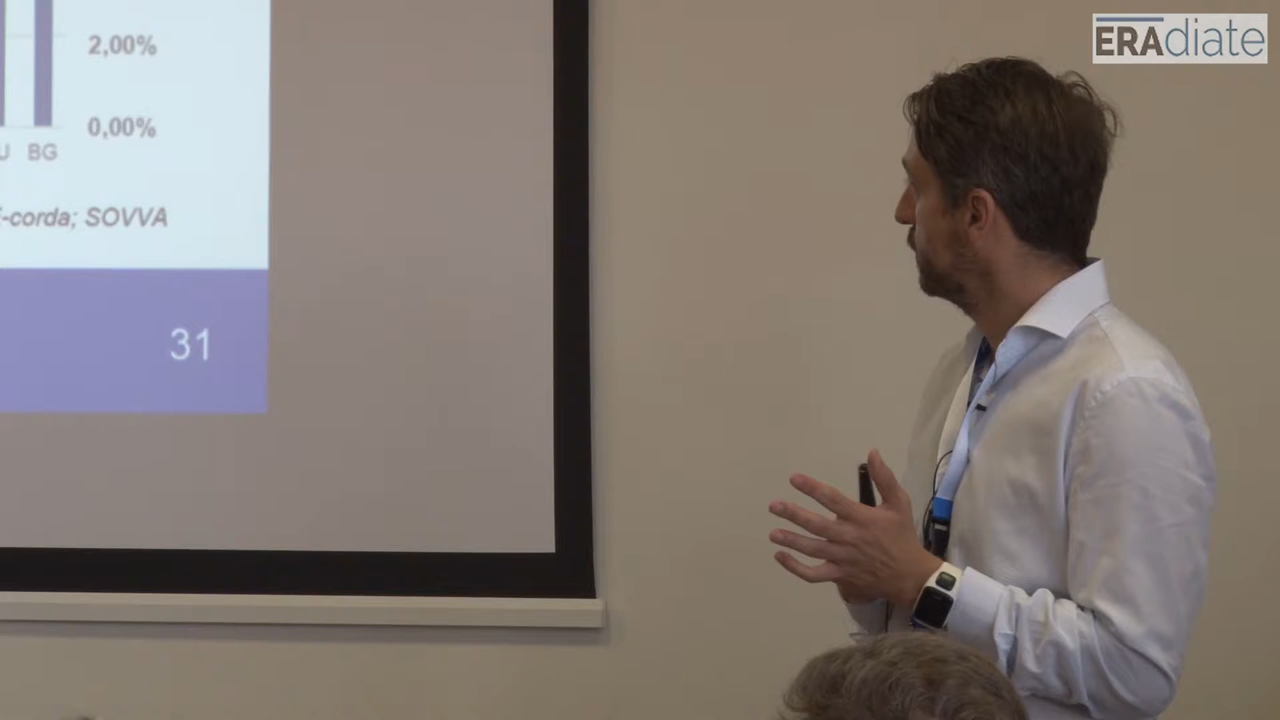 ERAdiate
2,00%
0,00%
U BG
-corda; SOVVA
31